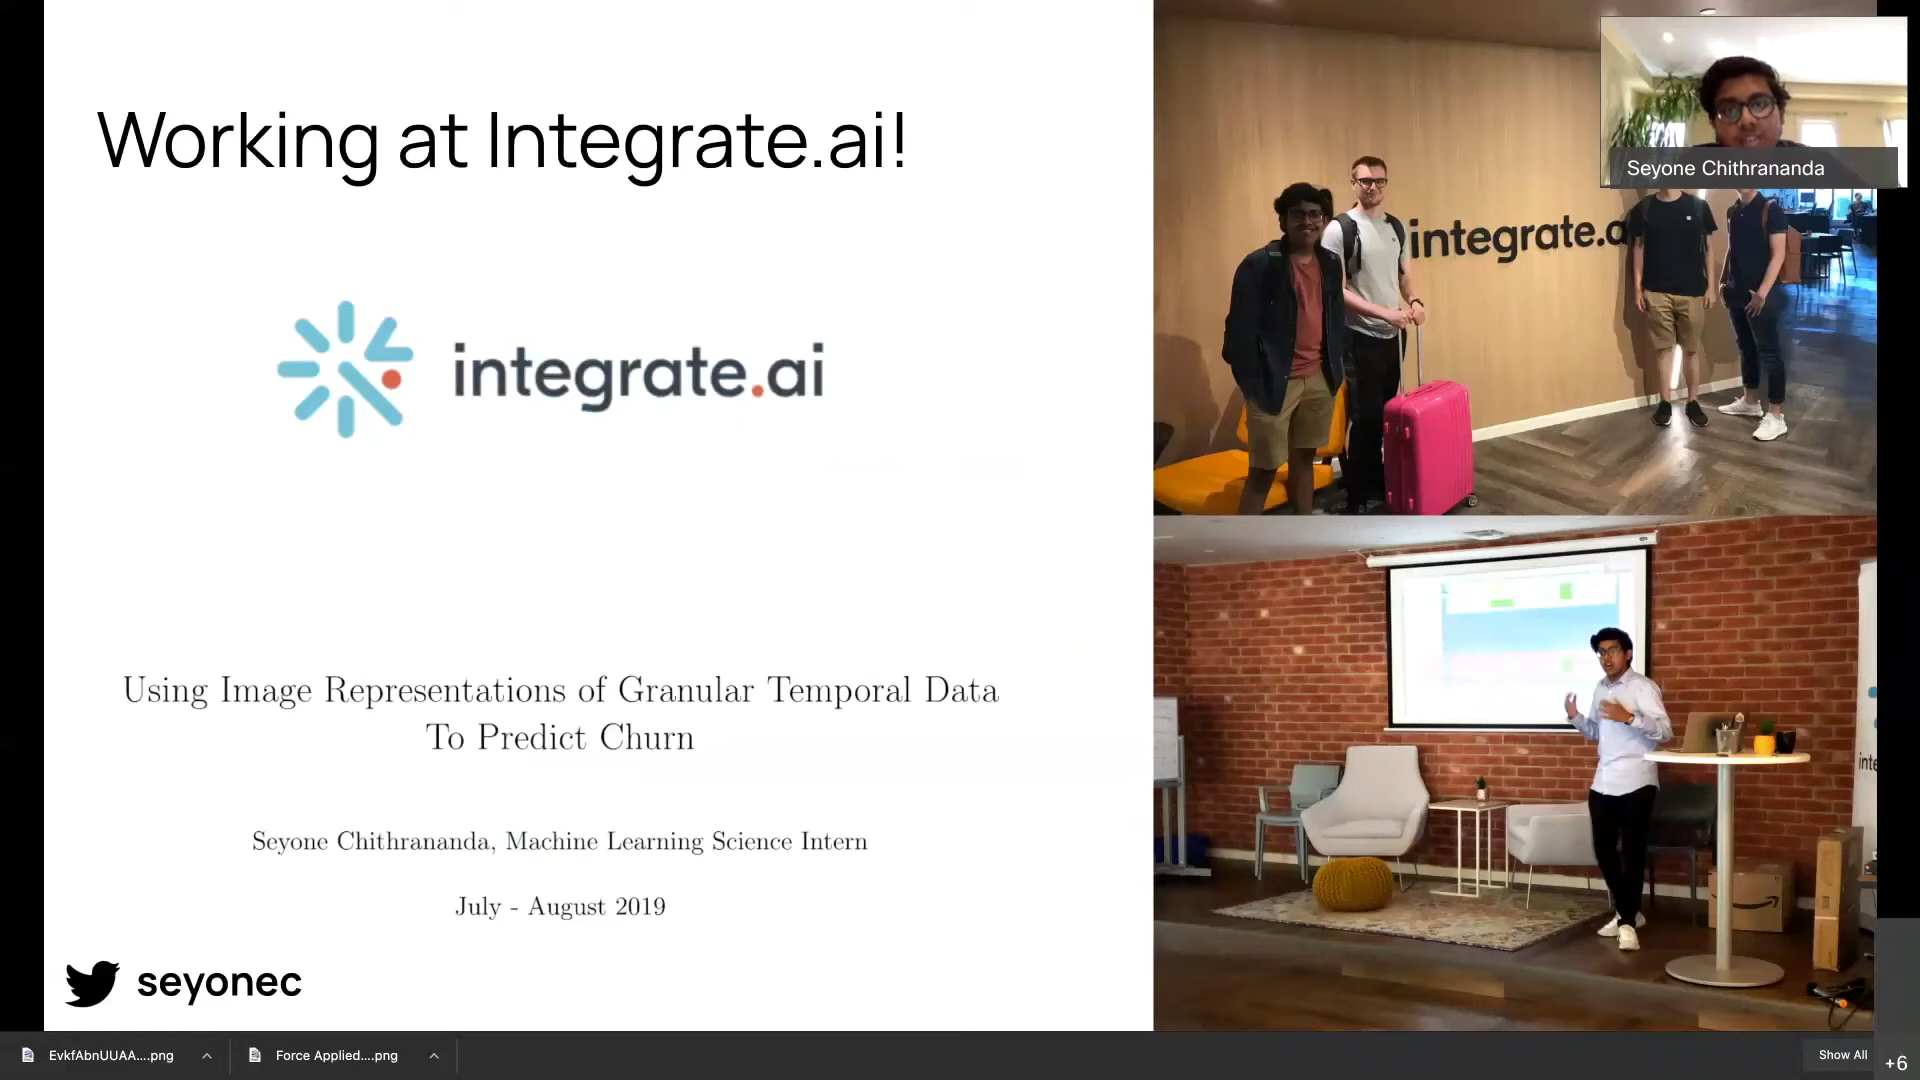 Working at Integrate.ai!
integrate.ai
Using Image Representations of Granular Temporal Data
To Predict Churn
Seyone Chithrananda, Machine Learning Science Intern
July - August 2019
seyonec
Seyone Chithrananda
integrate.a
inte
EvkfAbnUUAA....png
Force Applied....png
Show All
+6